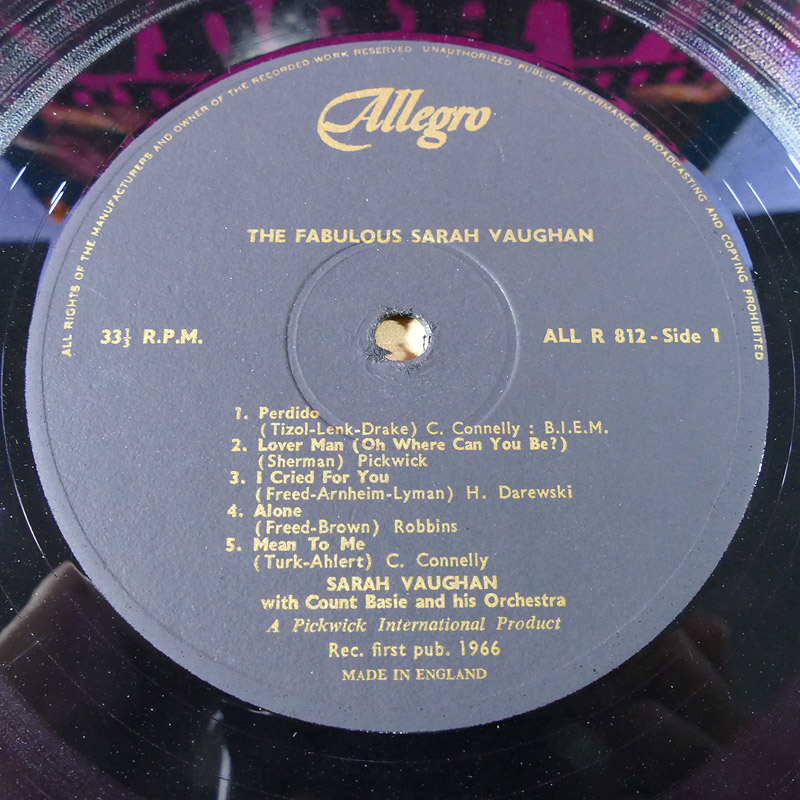 ALL RIGHTS OF THE MANUFACTURERS AND OWNER OF THE RECORDED WORK RESERVED UNAUTHORIZED PUBLIC PERFORMANCE, BROADCASTING AND COPYING PROHIBITED
Allegro
THE FABULOUS SARAH VAUGHAN
33⅓ R.P.M.
ALL R 812 - Side 1
1. Perdido
(Tizol-Lenk-Drake) C. Connelly : B.I.E.M.
2. Lover Man (Oh Where Can You Be?)
(Sherman) Pickwick
3. I Cried For You
(Freed-Arnheim-Lyman) H. Darewski
4. Alone
(Freed-Brown) Robbins
5. Mean To Me
(Turk-Ahlert) C. Connelly
SARAH VAUGHAN
with Count Basie and his Orchestra
A Pickwick International Product
Rec. first pub. 1966
MADE IN ENGLAND